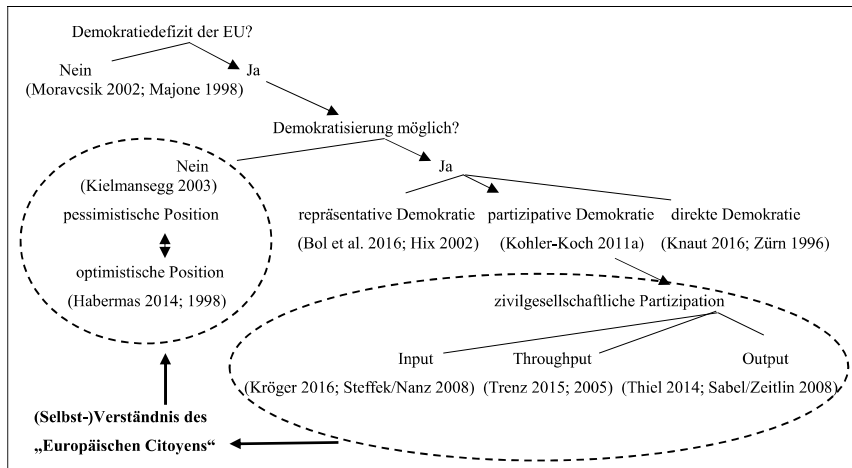 Demokratiedefizit der EU?
Nein Ja
(Moravcsik 2002; Majone 1998)
Demokratisierung möglich?
Nein Ja
(Kielmansegg 2003)
pessimistische Position
optimistische Position
(Habermas 2014; 1998)
repräsentative Demokratie partizipative Demokratie direkte Demokratie
(Bol et al. 2016; Hix 2002) (Kohler-Koch 2011a) (Knaut 2016; Zürn 1996)
zivilgesellschaftliche Partizipation
Input Throughput Output
(Kröger 2016; Steffek/Nanz 2008) (Trenz 2015; 2005) (Thiel 2014; Sabel/Zeitlin 2008)
(Selbst-)Verständnis des
„Europäischen Citoyens“